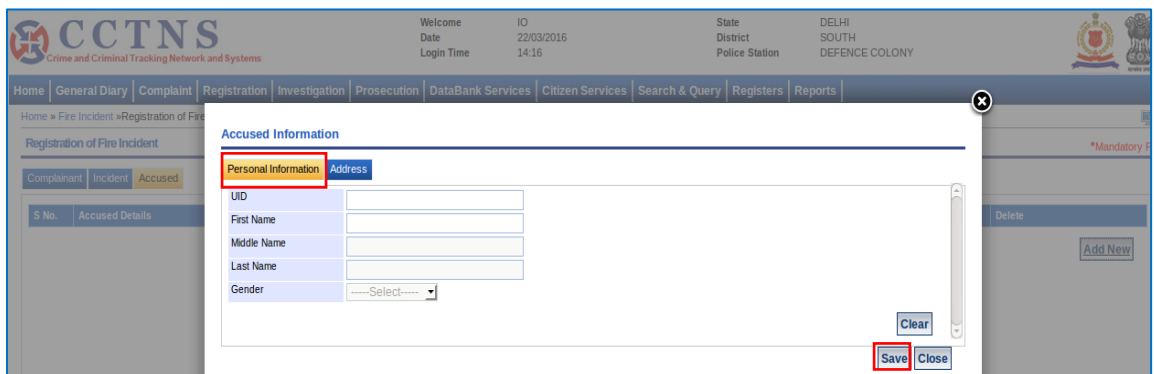 CCTNS
Crime and Criminal Tracking Network and Systems
Welcome IO State DELHI
Date 22/03/2016 District SOUTH
Login Time 14:16 Police Station DEFENCE COLONY
Home General Diary Complaint Registration Investigation Prosecution DataBank Services Citizen Services Search & Query Registers Reports
Home » Fire Incident »Registration of Fire
Registration of Fire Incident *Mandatory F
Complainant Incident Accused
S No. Accused Details Delete
Add New
Accused Information
Personal Information Address
UID
First Name
Middle Name
Last Name
Gender -----Select-----
Clear
Save Close